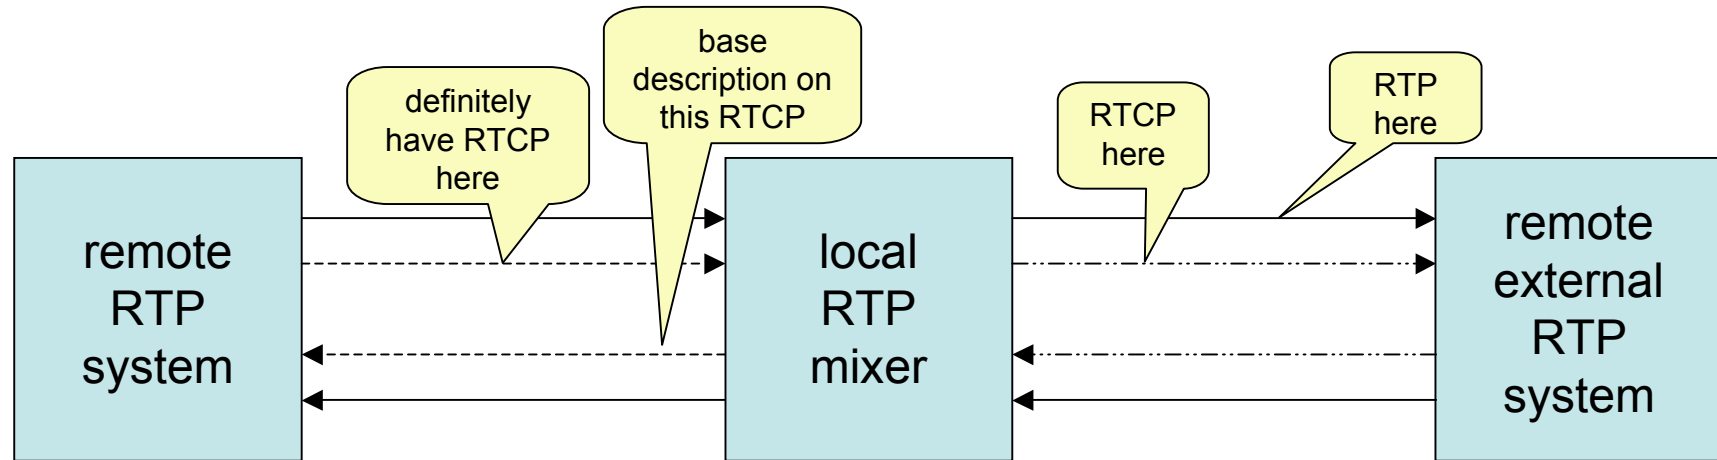 definitely
have RTCP
here
base
description on
this RTCP
RTCP
here
RTP
here
remote
RTP
system
local
RTP
mixer
remote
external
RTP
system